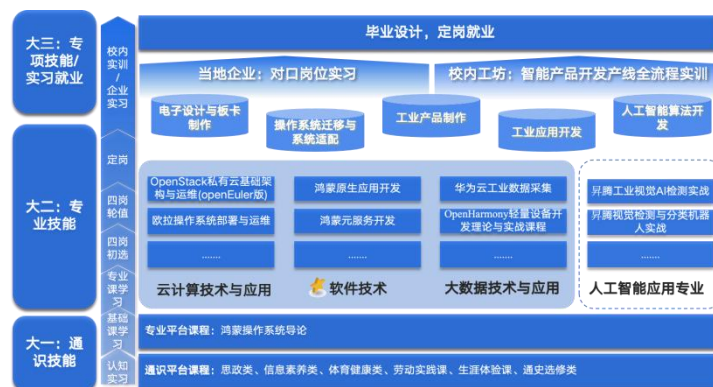 大三：专
项技能/
实习就业
校内
实训
/
企业
实习
毕业设计，定岗就业
当地企业：对口岗位实习
校内工坊：智能产品开发产线全流程实训
电子设计与板卡
制作
操作系统迁移与
系统适配
工业产品制作
工业应用开发
人工智能算法开
发
大二：专
业技能
定岗
四岗
轮值
四岗
初选
专业
课学
习
OpenStack私有云基础架
构与运维(openEuler版)
欧拉操作系统部署与运维
.......
云计算技术与应用
鸿蒙原生应用开发
鸿蒙元服务开发
.......
软件技术
华为云工业数据采集
OpenHarmony轻量设备开
发理论与实战课程
.......
大数据技术与应用
昇腾工业视觉AI检测实战
昇腾视觉检测与分类机器
人实战
.......
人工智能应用专业
大一：通
识技能
基础
课学
习
认知
实习
专业平台课程：鸿蒙操作系统导论
通识平台课程：思政类、信息素养类、体育健康类、劳动实践课、生涯体验课、通史选修类